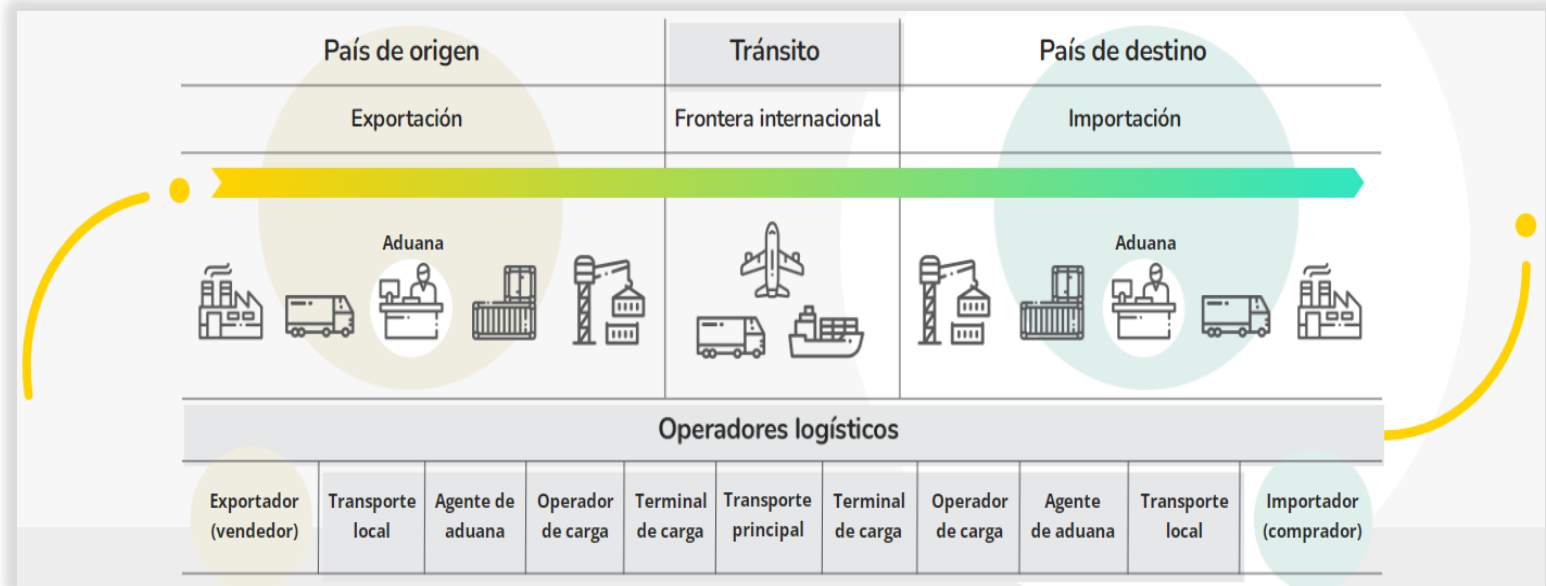 País de origen
Tránsito
País de destino
Exportación
Frontera internacional
Importación
Aduana
Aduana
Operadores logísticos
Exportador
(vendedor)
Transporte
local
Agente de
aduana
Operador
de carga
Terminal
de carga
Transporte
principal
Terminal
de carga
Operador
de carga
Agente
de aduana
Transporte
local
Importador
(comprador)